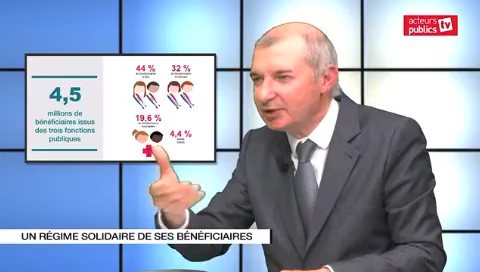 acteurs
publics tv
4,5
millions de
bénéficiaires issus
des trois fonctions
publiques
44 %
32 %
19,6 %
4,4 %
UN RÉGIME SOLIDAIRE DE SES BÉNÉFICIAIRES